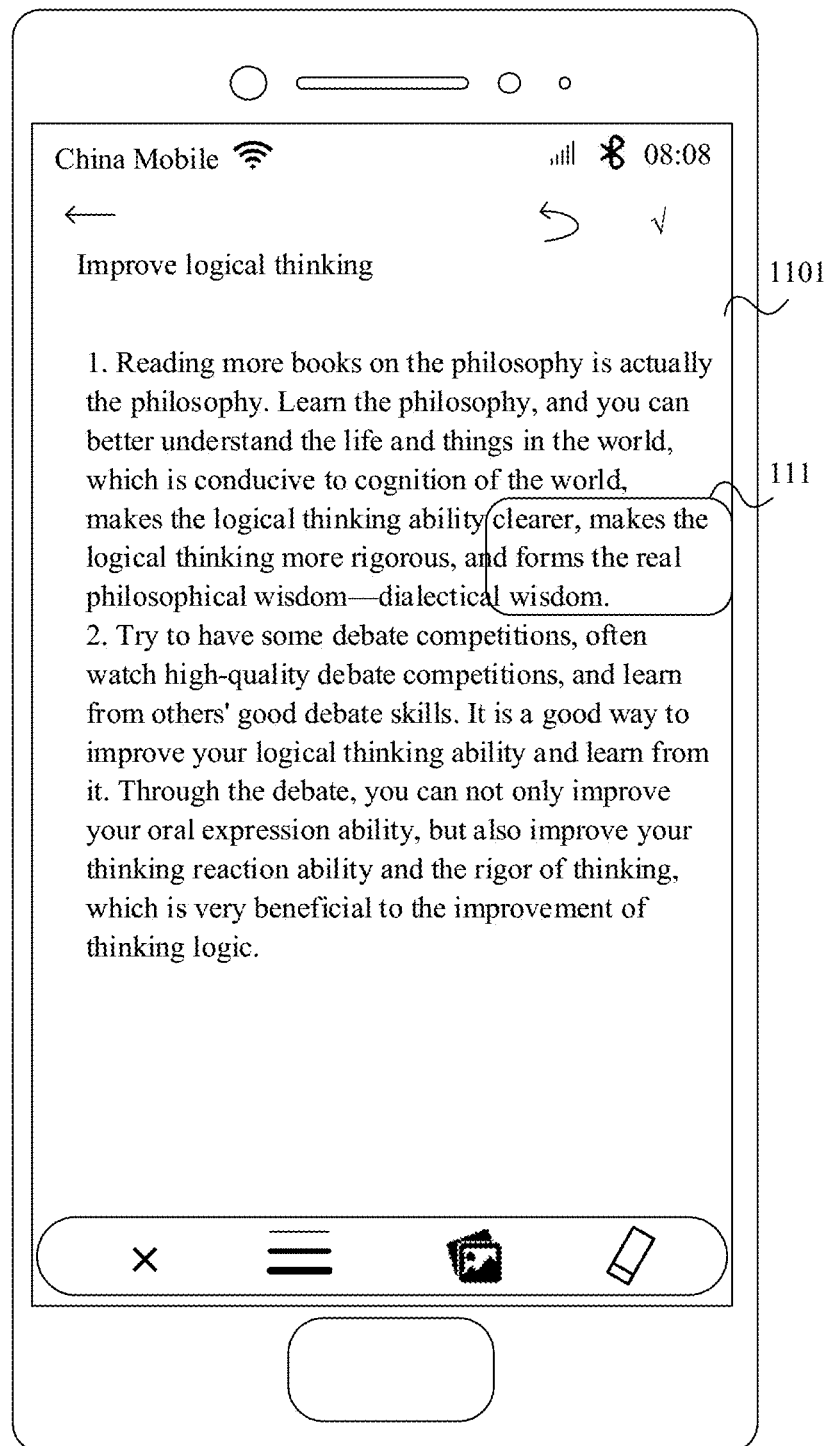 China Mobile 08:08
√
Improve logical thinking
1101
1. Reading more books on the philosophy is actually
the philosophy. Learn the philosophy, and you can
better understand the life and things in the world,
which is conducive to cognition of the world,
111
makes the logical thinking ability clearer, makes the
logical thinking more rigorous, and forms the real
philosophical wisdom—dialectical wisdom.
2. Try to have some debate competitions, often
watch high-quality debate competitions, and learn
from others' good debate skills. It is a good way to
improve your logical thinking ability and learn from
it. Through the debate, you can not only improve
your oral expression ability, but also improve your
thinking reaction ability and the rigor of thinking,
which is very beneficial to the improvement of
thinking logic.